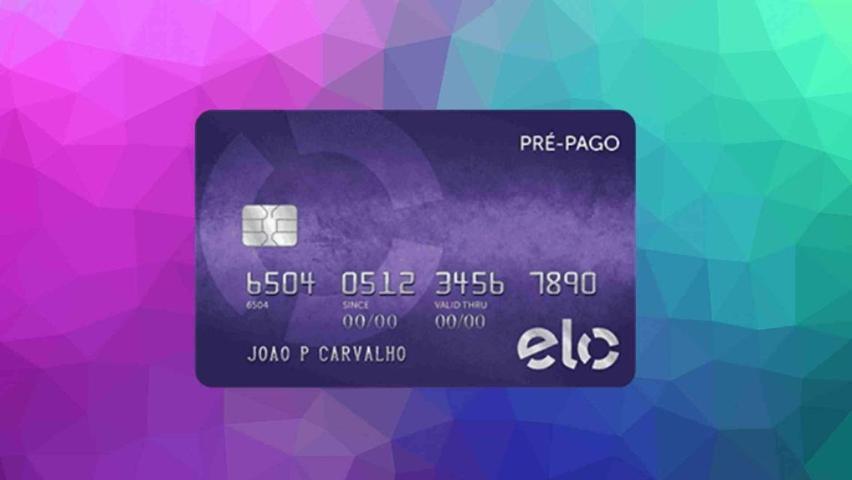 PRÉ-PAGO
6504 0512 3456 7890
6504 SINCE VALID THRU
00/00 00/00
JOAO P CARVALHO
elo